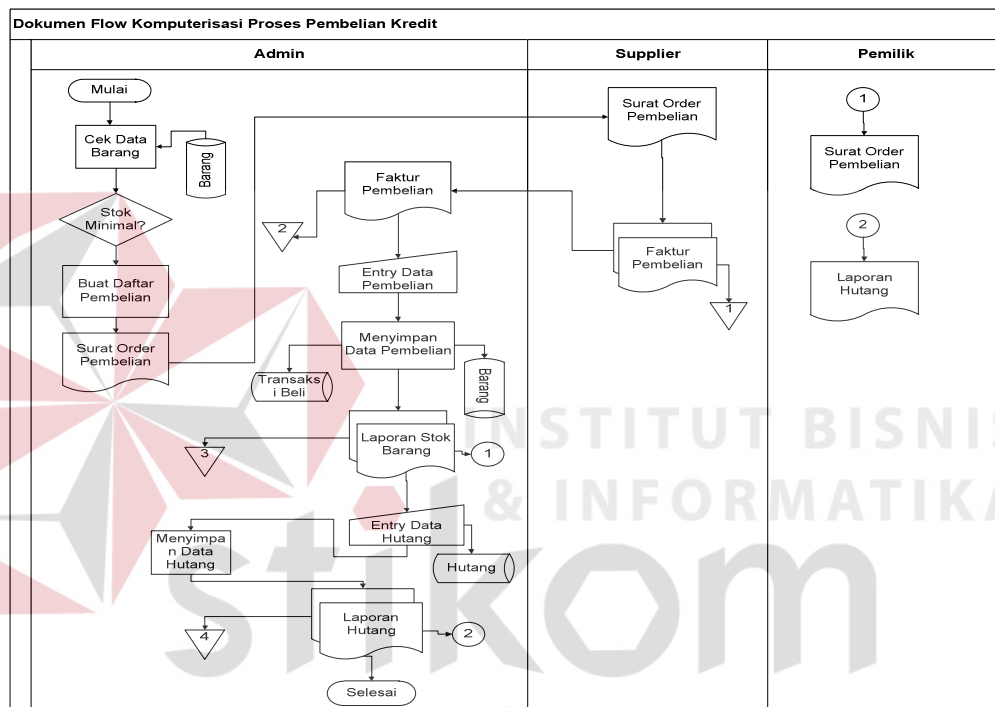 Dokumen Flow Komputerisasi Proses Pembelian Kredit
Admin
Supplier
Pemilik
Mulai
Cek Data
Barang
Barang
Stok
Minimal?
Buat Daftar
Pembelian
Surat Order
Pembelian
Faktur
Pembelian
2
Entry Data
Pembelian
Menyimpan
Data Pembelian
Transaks
i Beli
Barang
Laporan Stok
Barang
3
1
Entry Data
Hutang
Menyimpa
n Data
Hutang
Hutang
Laporan
Hutang
4
2
Selesai
Surat Order
Pembelian
Faktur
Pembelian
1
1
Surat Order
Pembelian
2
Laporan
Hutang
INSTITUT BISNIS
& INFORMATIKA
stikom